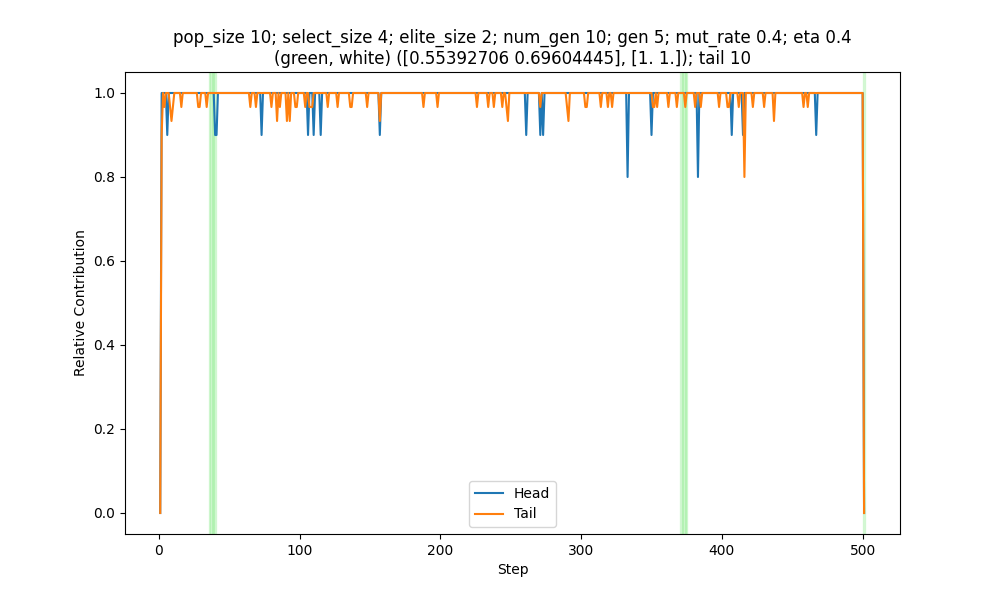 pop_size 10; select_size 4; elite_size 2; num_gen 10; gen 5; mut_rate 0.4; eta 0.4
(green, white) ([0.55392706 0.69604445], [1. 1.]); tail 10
1.0
0.8
0.6
0.4
0.2
0.0
Relative Contribution
Head
Tail
0 100 200 300 400 500
Step